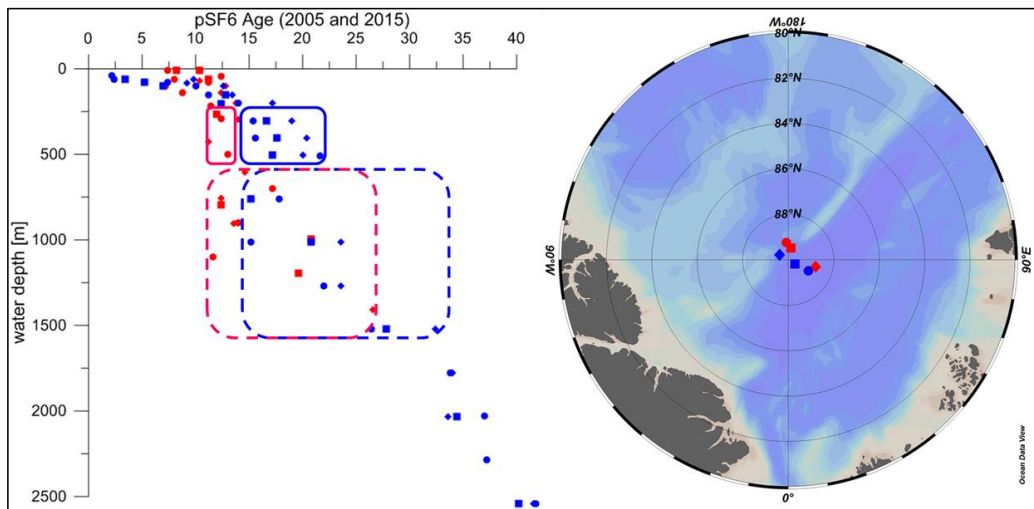 pSF6 Age (2005 and 2015)
0 5 10 15 20 25 30 35 40
0
500
1000
1500
2000
2500
water depth [m]
180°W
80°N
82°N
84°N
86°N
88°N
90°W
90°E
0°
Ocean Data View